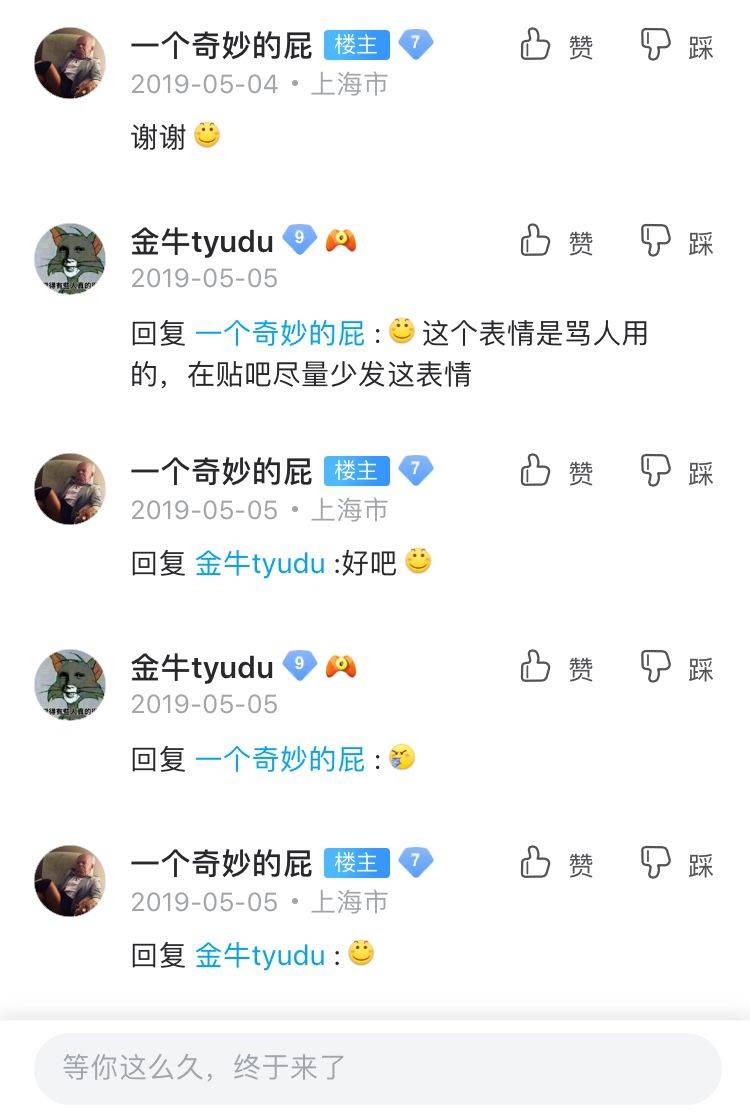 一个奇妙的屁 楼主 7 赞 踩
2019-05-04 • 上海市
谢谢
金牛tyudu 9 赞 踩
2019-05-05
回复 一个奇妙的屁 : 这个表情是骂人用
的，在贴吧尽量少发这表情
一个奇妙的屁 楼主 7 赞 踩
2019-05-05 • 上海市
回复 金牛tyudu :好吧
金牛tyudu 9 赞 踩
2019-05-05
回复 一个奇妙的屁 :
一个奇妙的屁 楼主 7 赞 踩
2019-05-05 • 上海市
回复 金牛tyudu :
等你这么久，终于来了